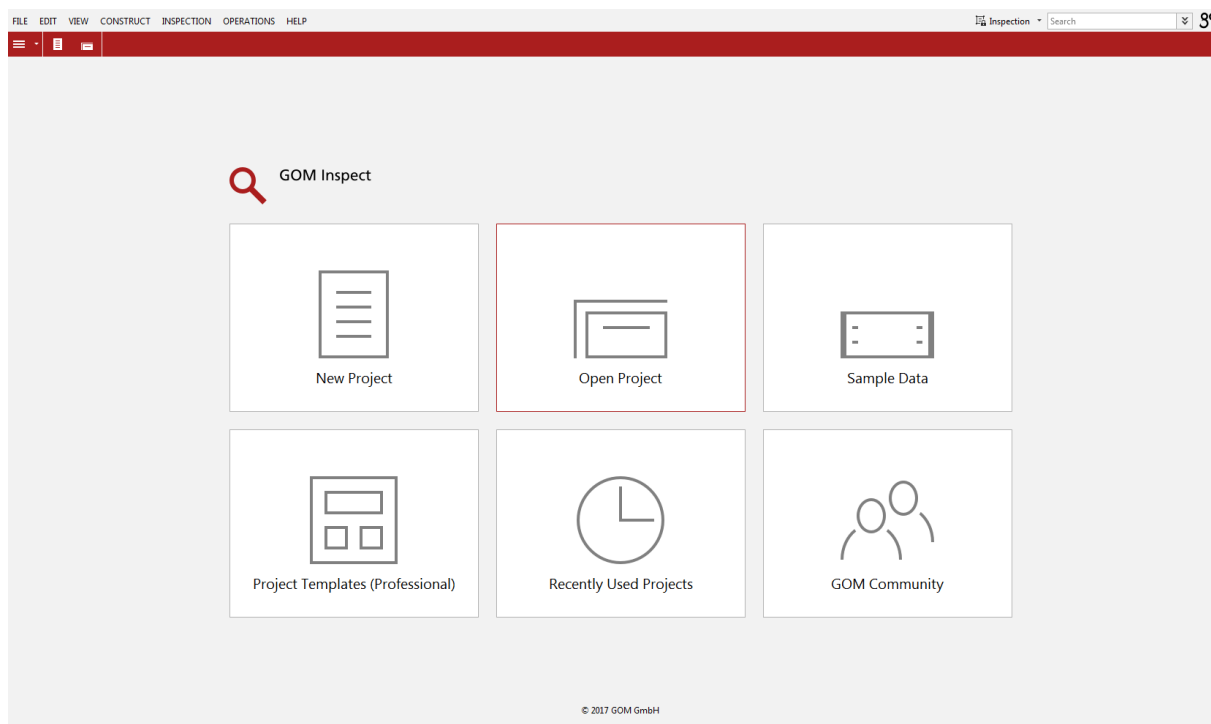 FILE EDIT VIEW CONSTRUCT INSPECTION OPERATIONS HELP Inspection Search
GOM Inspect
New Project Open Project Sample Data
Project Templates (Professional) Recently Used Projects GOM Community
© 2017 GOM GmbH